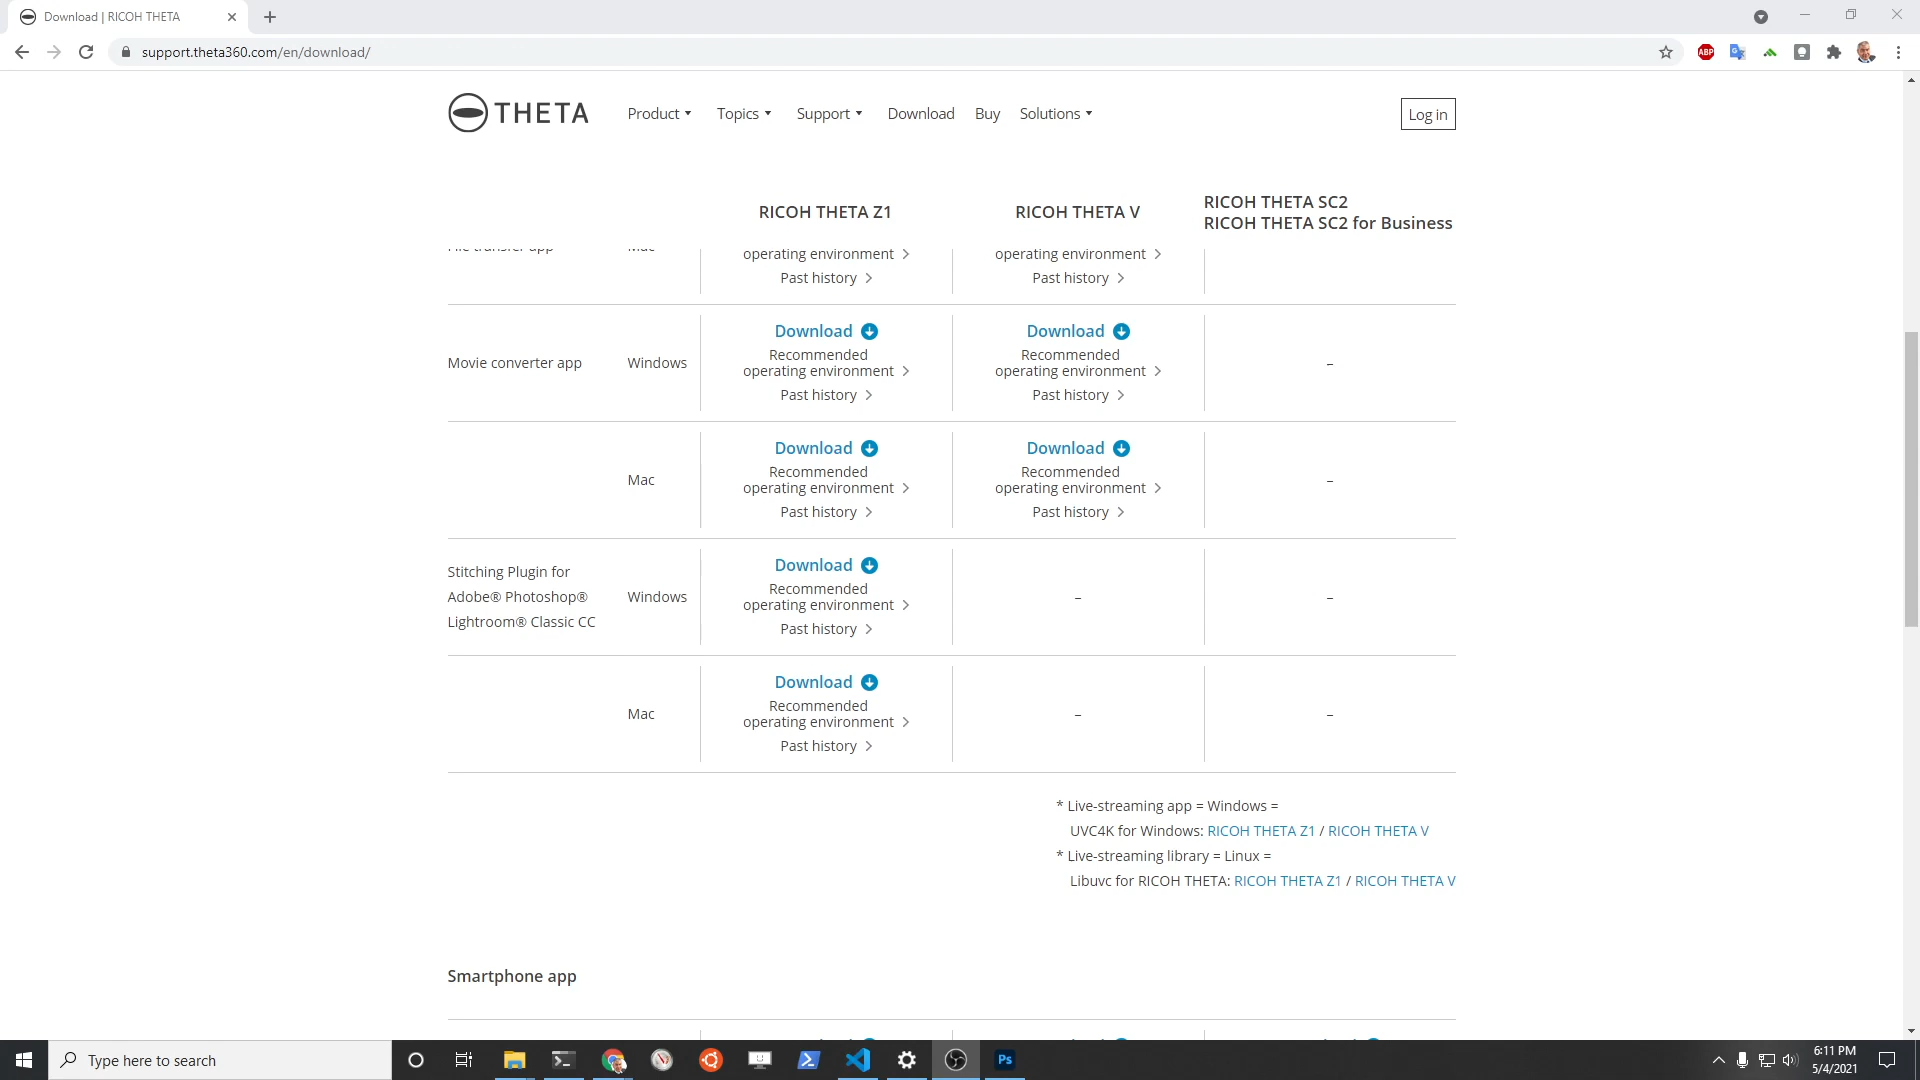 Download | RICOH THETA
support.theta360.com/en/download/
ABP
THETA
Product
Topics
Support
Download
Buy
Solutions
Log in
RICOH THETA Z1
RICOH THETA V
RICOH THETA SC2
RICOH THETA SC2 for Business
File transfer app
Mac
operating environment
Past history
operating environment
Past history
Movie converter app
Windows
Download
Recommended
operating environment
Past history
Download
Recommended
operating environment
Past history
–
Mac
Download
Recommended
operating environment
Past history
Download
Recommended
operating environment
Past history
–
Stitching Plugin for
Adobe® Photoshop®
Lightroom® Classic CC
Windows
Download
Recommended
operating environment
Past history
–
–
Mac
Download
Recommended
operating environment
Past history
–
–
* Live-streaming app = Windows =
UVC4K for Windows: RICOH THETA Z1 / RICOH THETA V
* Live-streaming library = Linux =
Libuvc for RICOH THETA: RICOH THETA Z1 / RICOH THETA V
Smartphone app
Type here to search
Ps
6:11 PM
5/4/2021